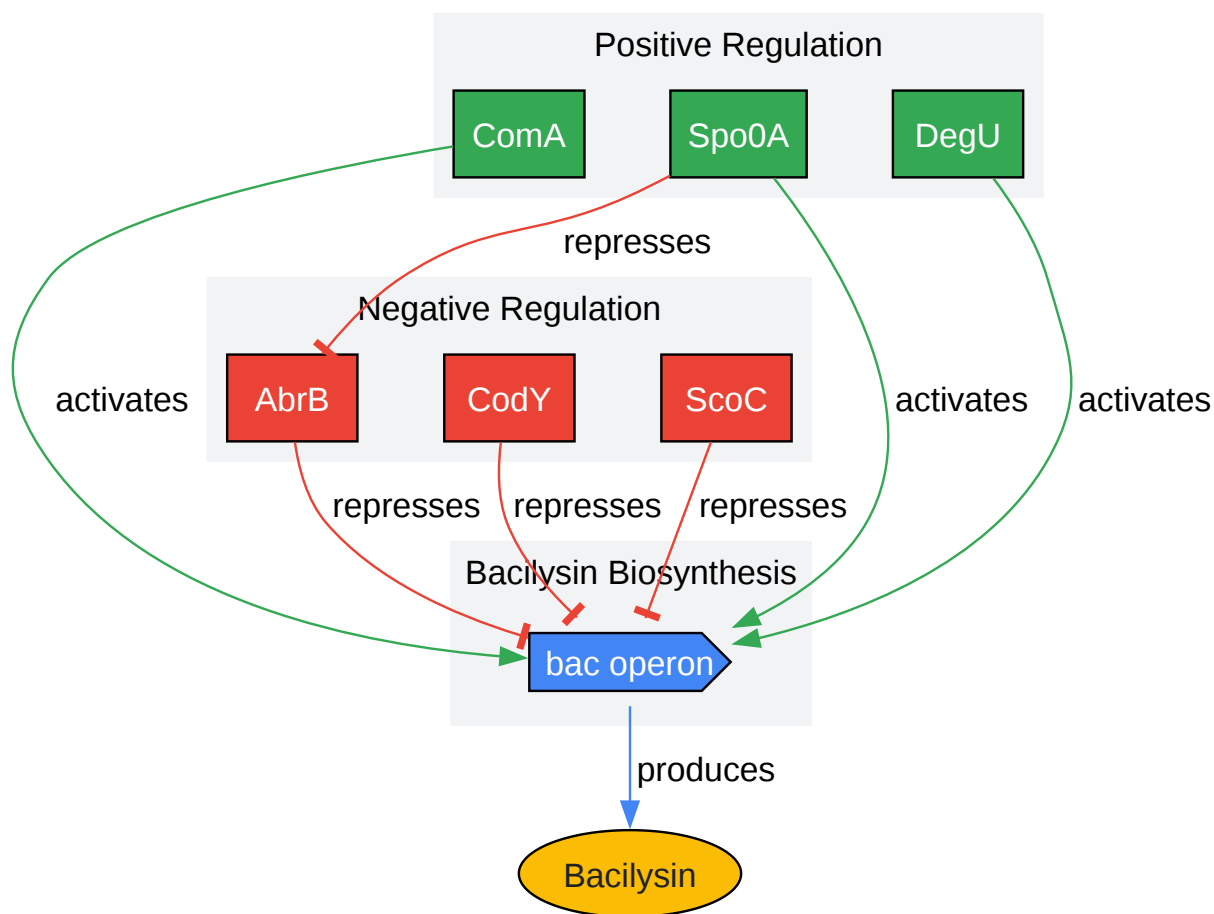 Positive Regulation
ComA
Spo0A
DegU
represses
Negative Regulation
AbrB
CodY
ScoC
activates
activates
activates
represses
represses
represses
Bacilysin Biosynthesis
bac operon
produces
Bacilysin